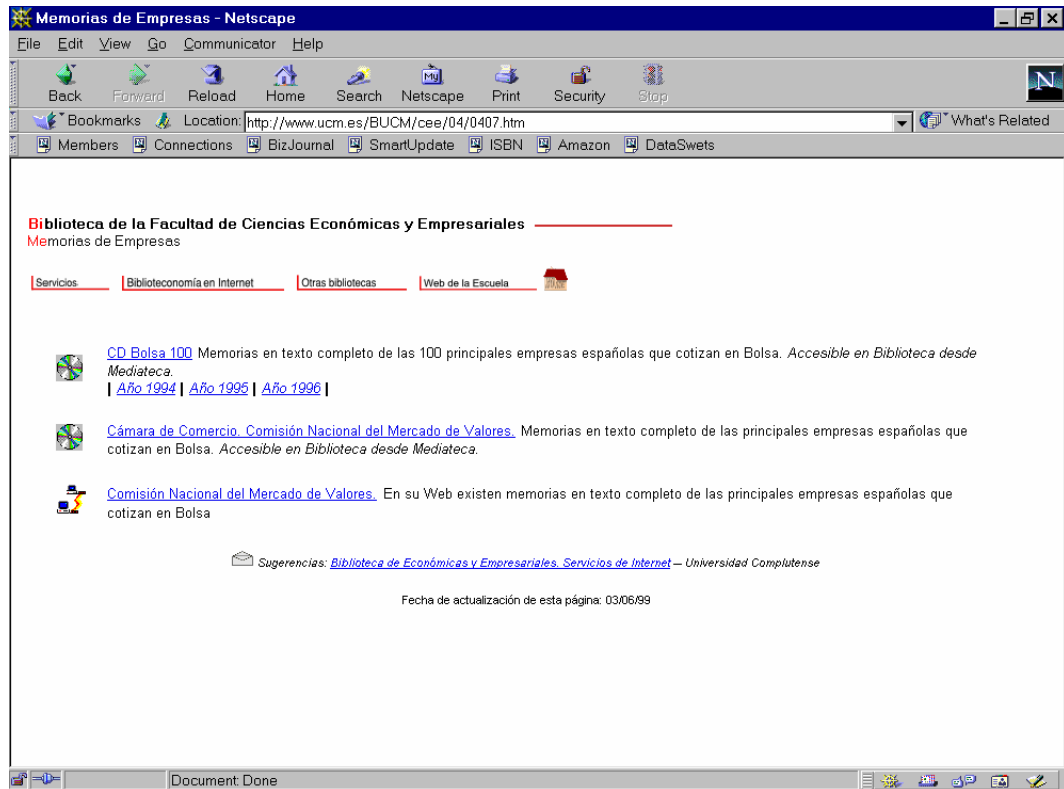 Memorias de Empresas - Netscape
File Edit View Go Communicator Help
My
Back Forward Reload Home Search Netscape Print Security Stop
N
Bookmarks Location: http://www.ucm.es/BUCM/cee/04/0407.htm What's Related
Members Connections BizJournal SmartUpdate ISBN Amazon DataSwets
Biblioteca de la Facultad de Ciencias Económicas y Empresariales
Memorias de Empresas
Servicios Biblioteconomía en Internet Otras bibliotecas Web de la Escuela
CD Bolsa 100 Memorias en texto completo de las 100 principales empresas españolas que cotizan en Bolsa. Accesible en Biblioteca desde
Mediateca.
| Año 1994 | Año 1995 | Año 1996 |
Cámara de Comercio. Comisión Nacional del Mercado de Valores. Memorias en texto completo de las principales empresas españolas que
cotizan en Bolsa. Accesible en Biblioteca desde Mediateca.
Comisión Nacional del Mercado de Valores. En su Web existen memorias en texto completo de las principales empresas españolas que
cotizan en Bolsa
Sugerencias: Biblioteca de Económicas y Empresariales. Servicios de Internet – Universidad Complutense
Fecha de actualización de esta página: 03/06/99
Document: Done